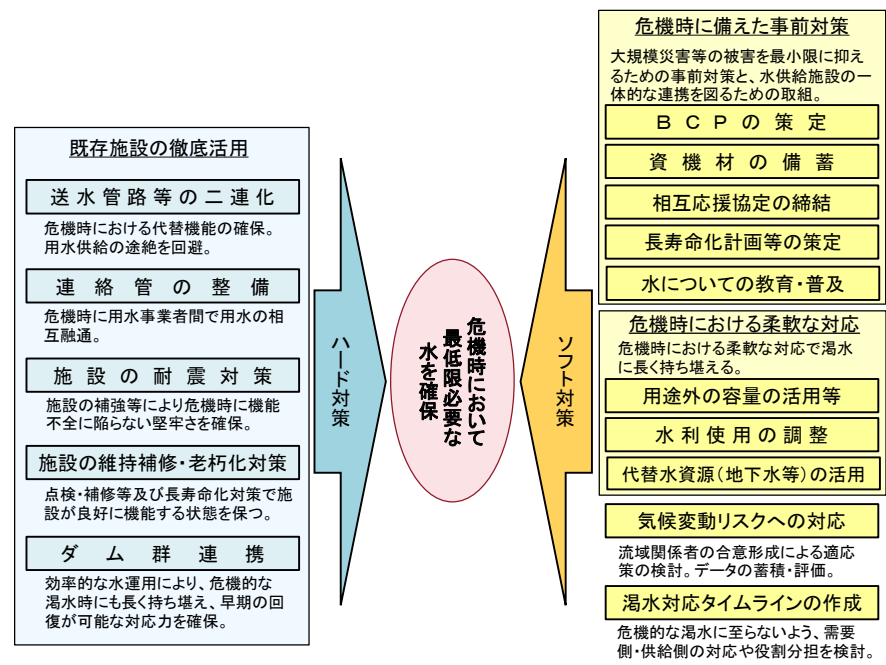 既存施設の徹底活用
送水管路等の二連化
危機時における代替機能の確保。
用水供給の途絶を回避。
連絡管の整備
危機時に用水事業者間で用水の相
互融通。
施設の耐震対策
施設の補強等により危機時に機能
不全に陥らない堅牢さを確保。
施設の維持補修・老朽化対策
点検・補修等及び長寿命化対策で施
設が良好に機能する状態を保つ。
ダム群連携
効率的な水運用により、危機的な
渇水時にも長く持ち堪え、早期の回
復が可能な対応力を確保。
ハード対策
危機時において
最低限必要な
水を確保
ソフト対策
危機時に備えた事前対策
大規模災害等の被害を最小限に抑え
るための事前対策と、水供給施設の一
体的な連携を図るための取組。
BCPの策定
資機材の備蓄
相互応援協定の締結
長寿命化計画等の策定
水についての教育・普及
危機時における柔軟な対応
危機時における柔軟な対応で渇水
に長く持ち堪える。
用途外の容量の活用等
水利使用の調整
代替水資源(地下水等)の活用
気候変動リスクへの対応
流域関係者の合意形成による適応
策の検討。データの蓄積・評価。
渇水対応タイムラインの作成
危機的な渇水に至らないよう、需要
側・供給側の対応や役割分担を検討。